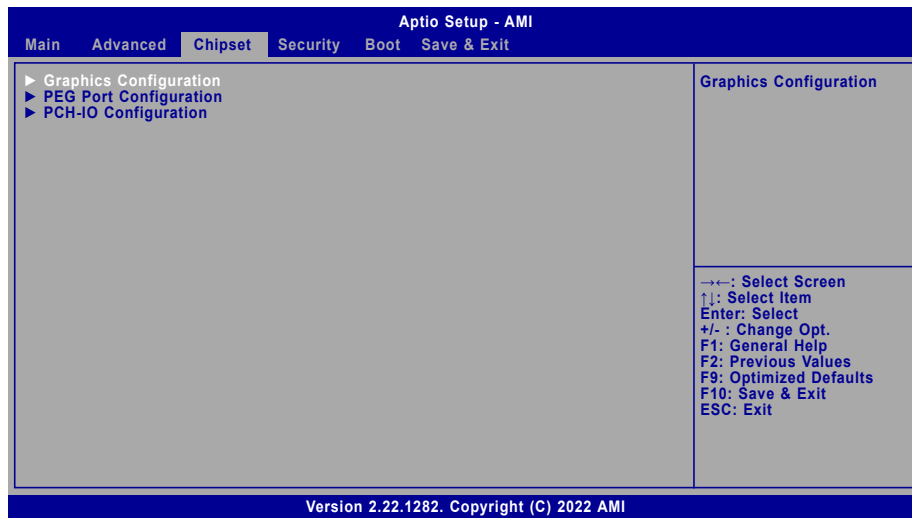 Aptio Setup - AMI
Main Advanced Chipset Security Boot Save & Exit
► Graphics Configuration
► PEG Port Configuration
► PCH-IO Configuration
Graphics Configuration
→←: Select Screen
↑↓: Select Item
Enter: Select
+/- : Change Opt.
F1: General Help
F2: Previous Values
F9: Optimized Defaults
F10: Save & Exit
ESC: Exit
Version 2.22.1282. Copyright (C) 2022 AMI